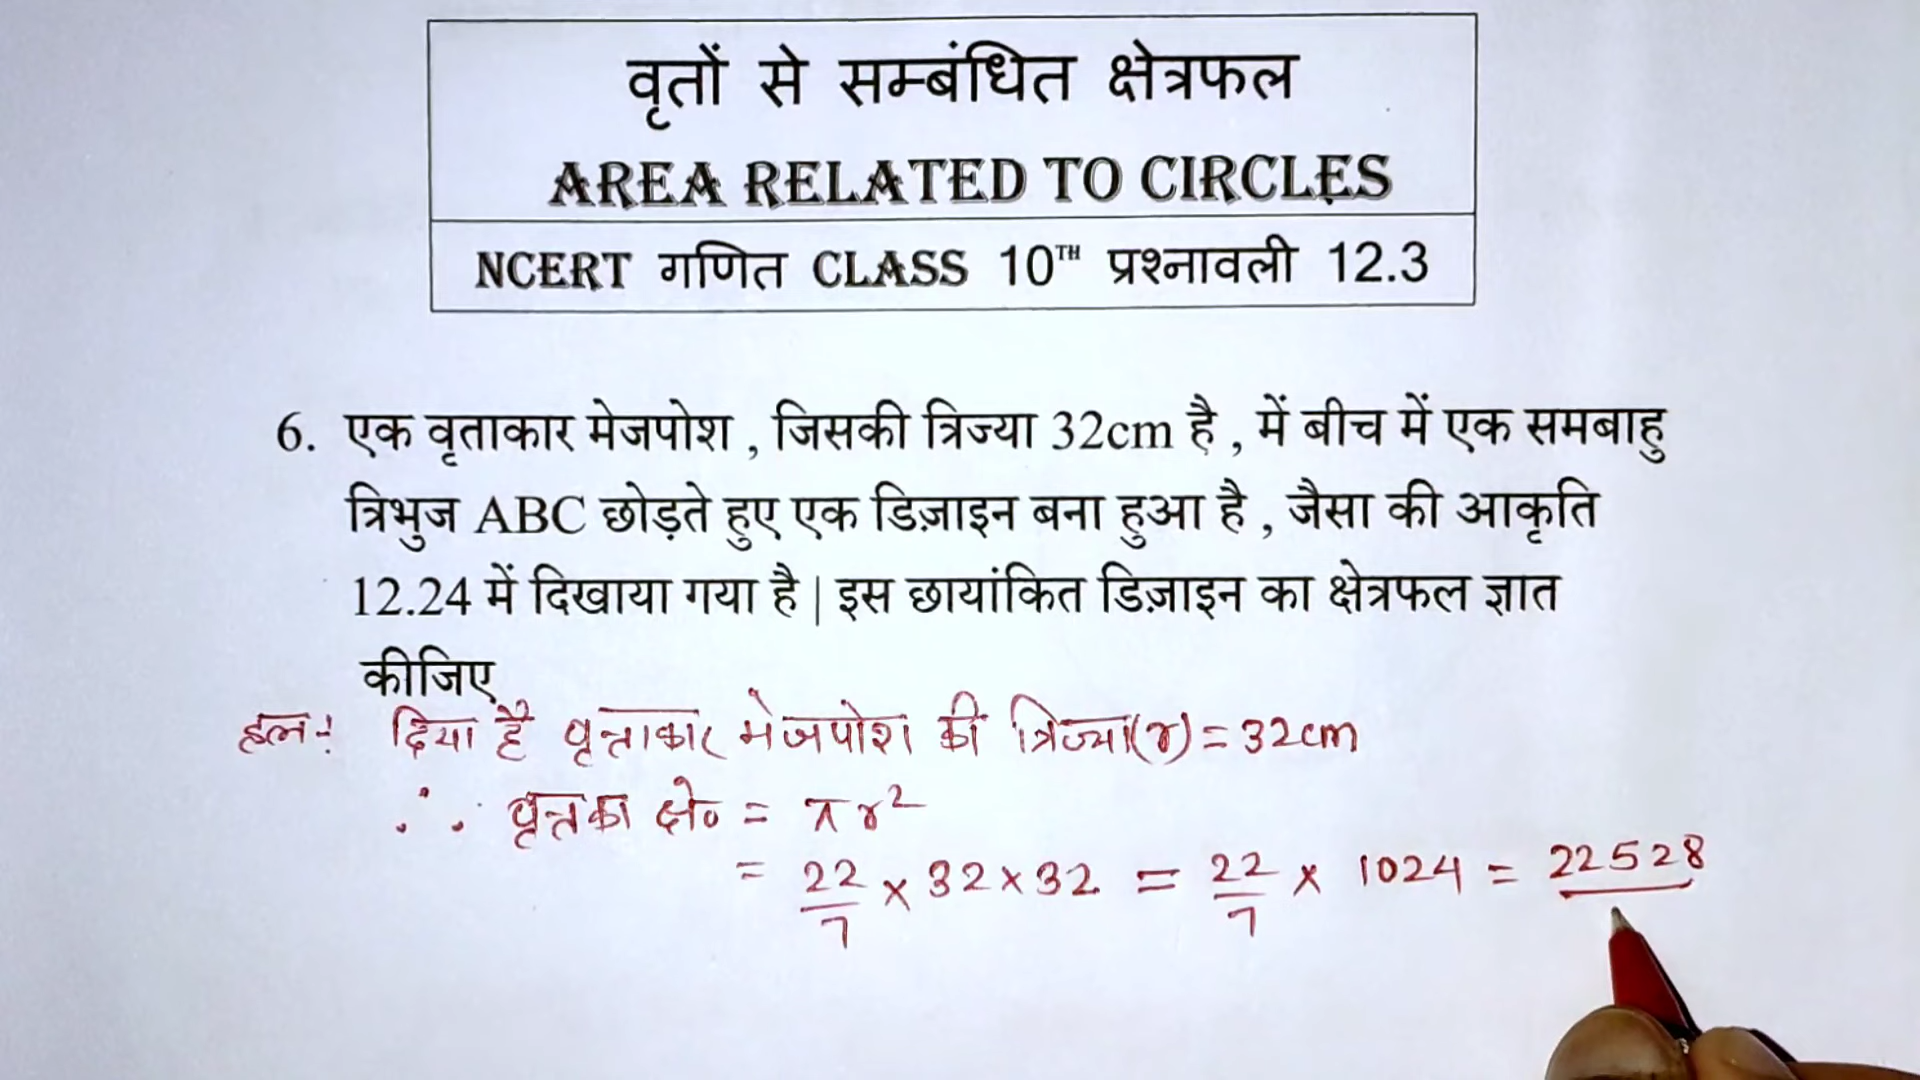 वृतों से सम्बंधित क्षेत्रफल
AREA RELATED TO CIRCLES
NCERT गणित CLASS 10TH प्रश्नावली 12.3
6. एक वृताकार मेजपोश , जिसकी त्रिज्या 32cm है , में बीच में एक समबाहु
त्रिभुज ABC छोड़ते हुए एक डिज़ाइन बना हुआ है , जैसा की आकृति
12.24 में दिखाया गया है | इस छायांकित डिज़ाइन का क्षेत्रफल ज्ञात
कीजिए
हल:- दिया है वृत्ताकार मेजपोश की त्रिज्या(r) = 32cm
∴ वृत्त का क्षे० = πr²
= 22/7 × 32 × 32 = 22/7 × 1024 = 22528